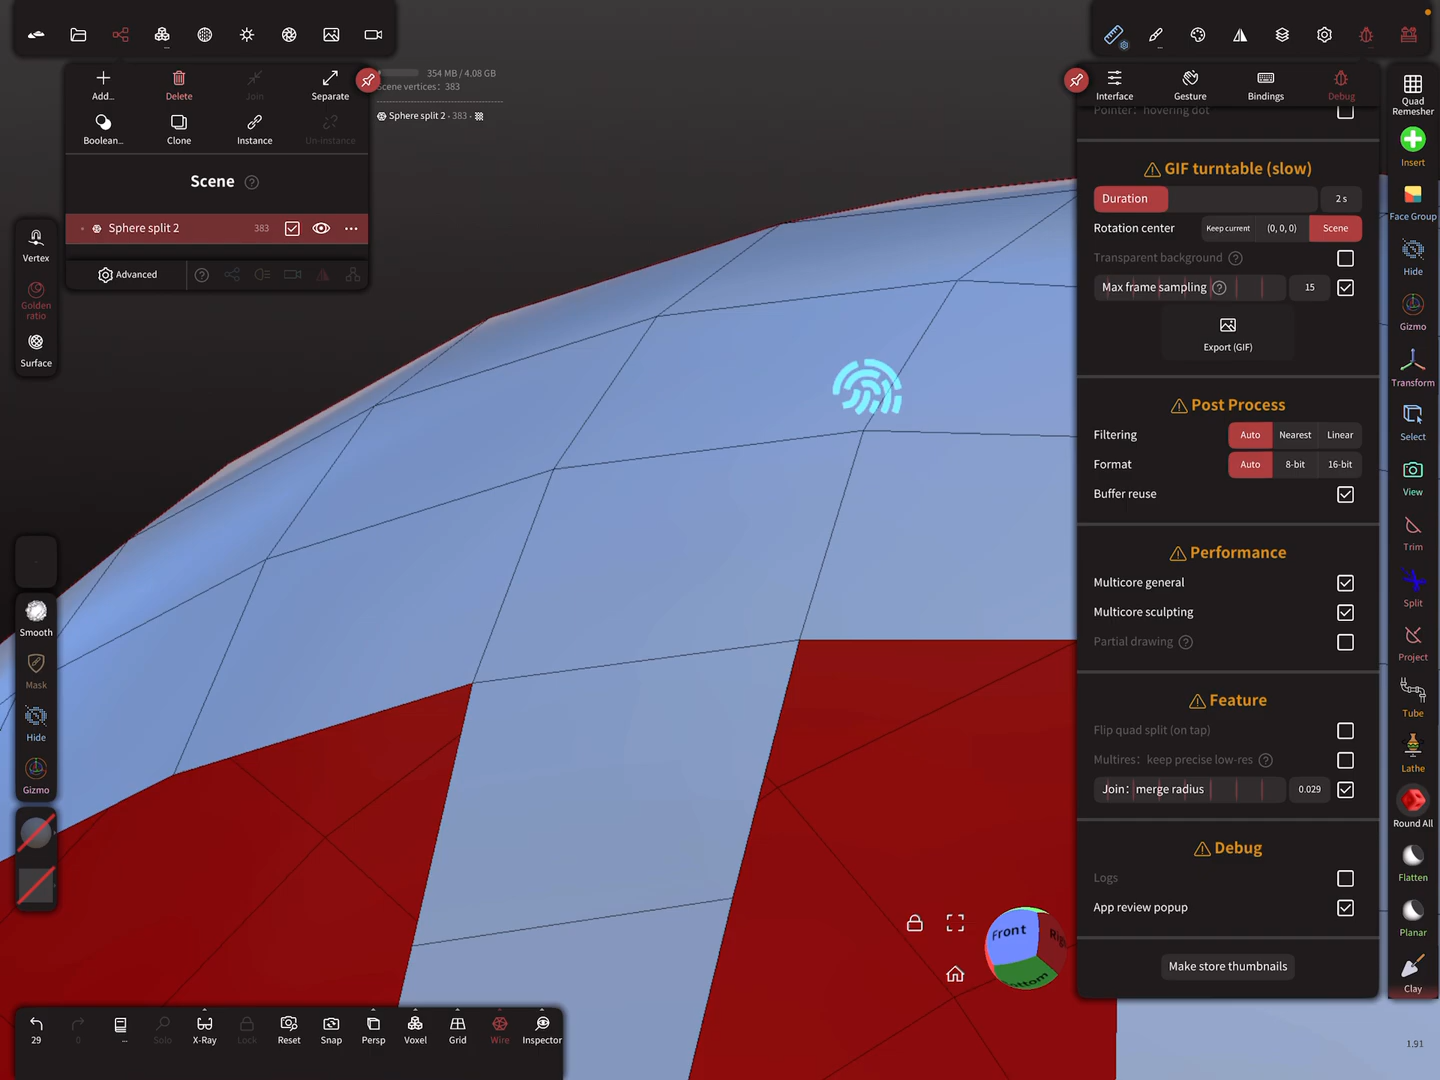 354 MB / 4.08 GB
Scene vertices: 383
Sphere split 2 · 383 ·
Add...
Delete
Join
Separate
Boolean...
Clone
Instance
Un-instance
Scene
Sphere split 2
383
Advanced
Vertex
Golden
ratio
Surface
Smooth
Mask
Hide
Gizmo
Interface
Gesture
Bindings
Debug
Pointer: hovering dot
GIF turntable (slow)
Duration
2 s
Rotation center
Keep current
(0, 0, 0)
Scene
Transparent background
Max frame sampling
15
Export (GIF)
Post Process
Filtering
Auto
Nearest
Linear
Format
Auto
8-bit
16-bit
Buffer reuse
Performance
Multicore general
Multicore sculpting
Partial drawing
Feature
Flip quad split (on tap)
Multires: keep precise low-res
Join: merge radius
0.029
Debug
Logs
App review popup
Make store thumbnails
Quad
Remesher
Insert
Face Group
Hide
Gizmo
Transform
Select
View
Trim
Split
Project
Tube
Lathe
Round All
Flatten
Planar
Clay
Front
29
0
...
Solo
X-Ray
Lock
Reset
Snap
Persp
Voxel
Grid
Wire
Inspector
1.91